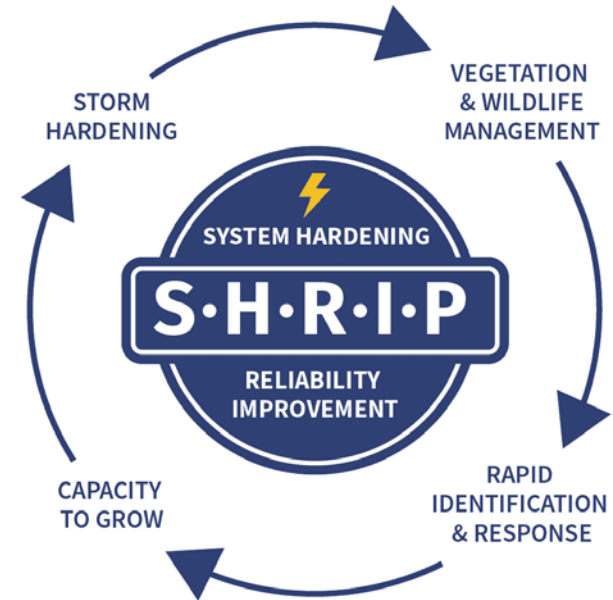 STORM
HARDENING
VEGETATION
& WILDLIFE
MANAGEMENT
SYSTEM HARDENING
S·H·R·I·P
RELIABILITY
IMPROVEMENT
CAPACITY
TO GROW
RAPID
IDENTIFICATION
& RESPONSE